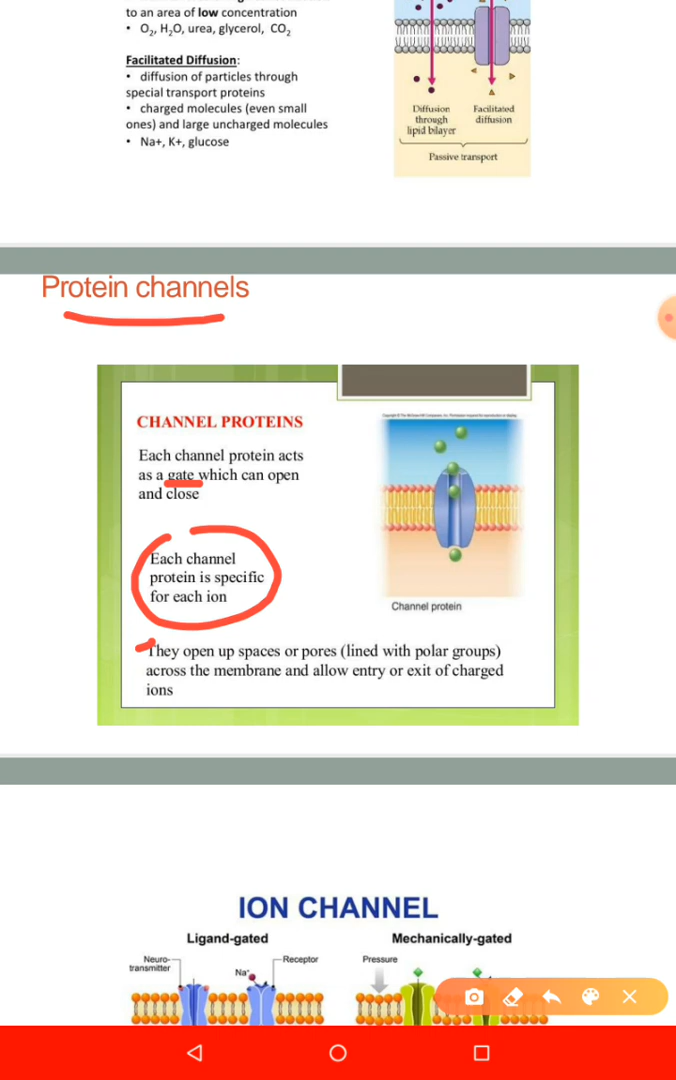 to an area of low concentration
• O₂, H₂O, urea, glycerol, CO₂
Facilitated Diffusion:
• diffusion of particles through
special transport proteins
• charged molecules (even small
ones) and large uncharged molecules
• Na+, K+, glucose
Diffusion
through
lipid bilayer
Facilitated
diffusion
Passive transport
Protein channels
CHANNEL PROTEINS
Each channel protein acts
as a gate which can open
and close
Each channel
protein is specific
for each ion
Channel protein
They open up spaces or pores (lined with polar groups)
across the membrane and allow entry or exit of charged
ions
ION CHANNEL
Ligand-gated
Mechanically-gated
Neuro-
transmitter
Na⁺
Receptor
Pressure